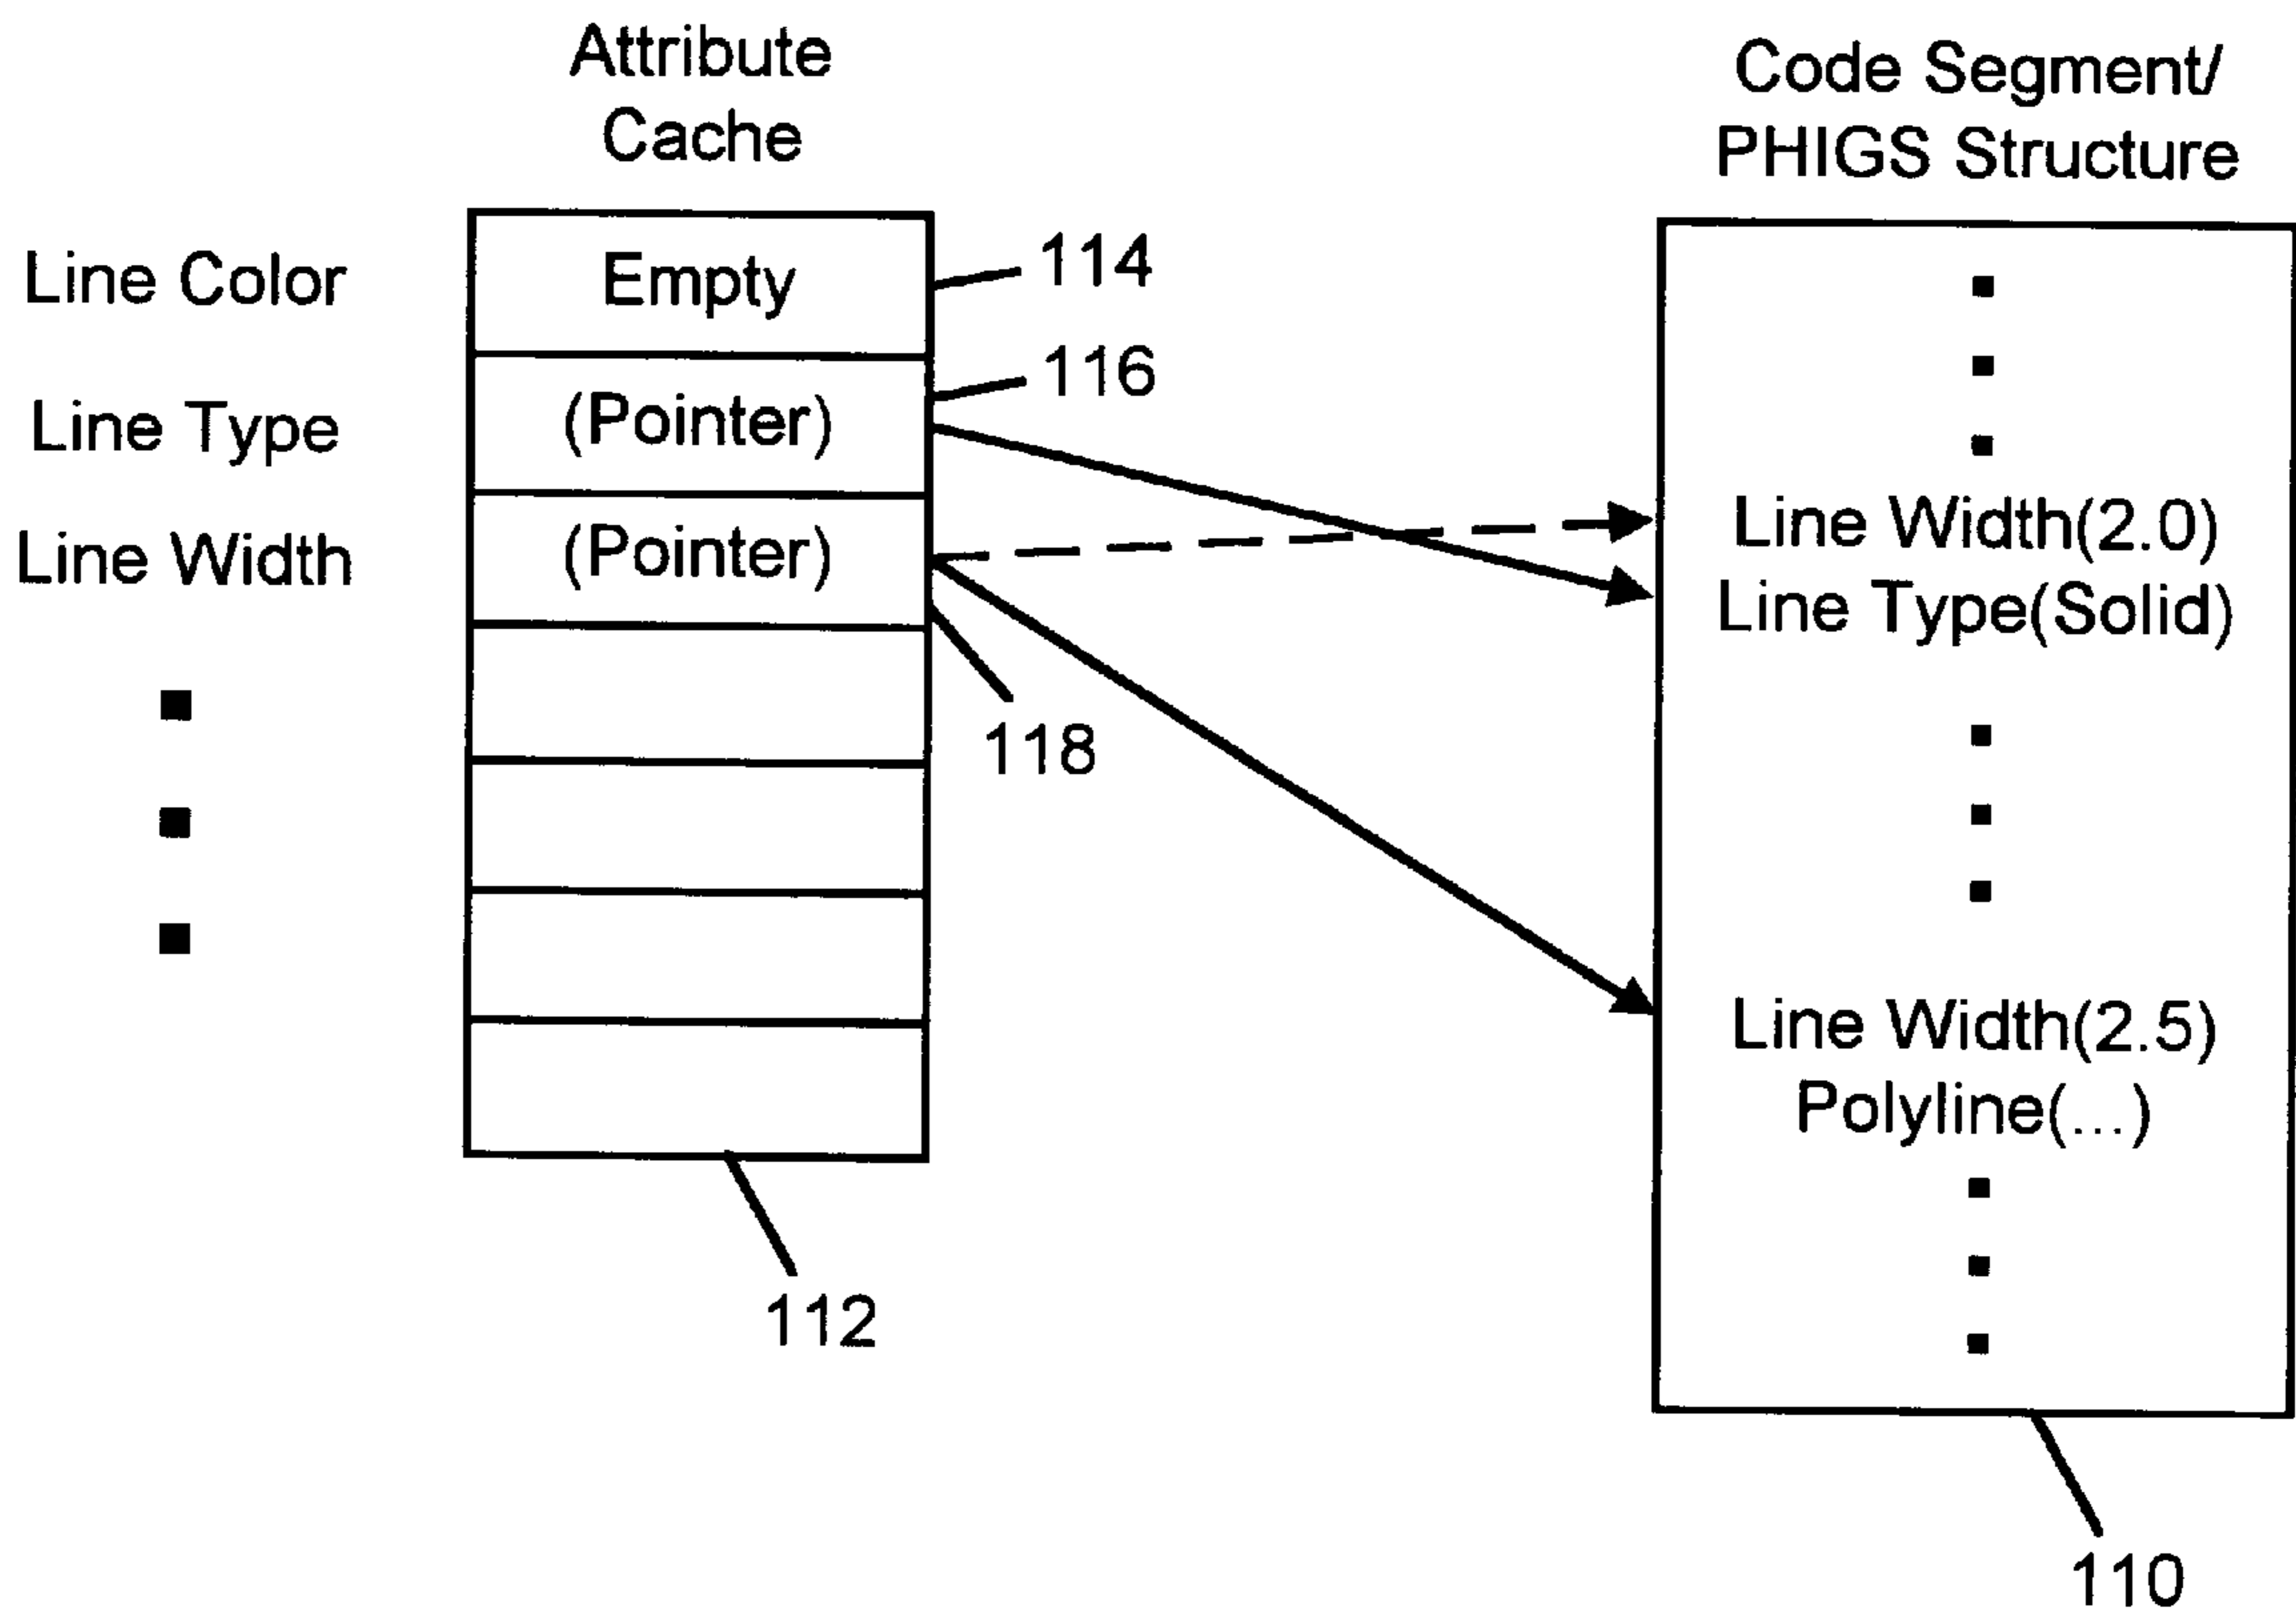 Attribute
Cache
Code Segment/
PHIGS Structure
Line Color
Empty
114
Line Type
(Pointer)
116
Line Width
(Pointer)
118
Line Width(2.0)
Line Type(Solid)
Line Width(2.5)
Polyline(...)
112
110